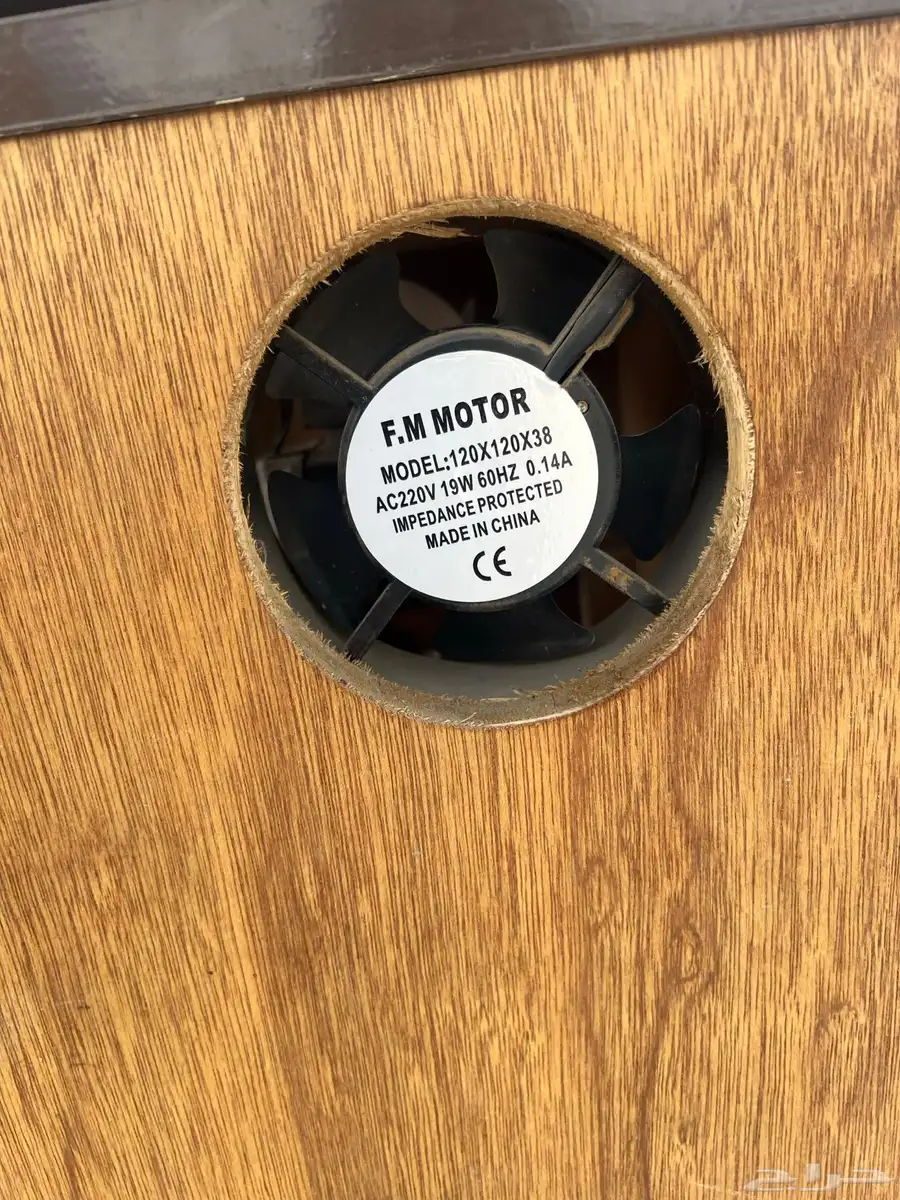 F.M MOTOR
MODEL:120X120X38
AC220V 19W 60HZ 0.14A
IMPEDANCE PROTECTED
MADE IN CHINA
CE
حراج